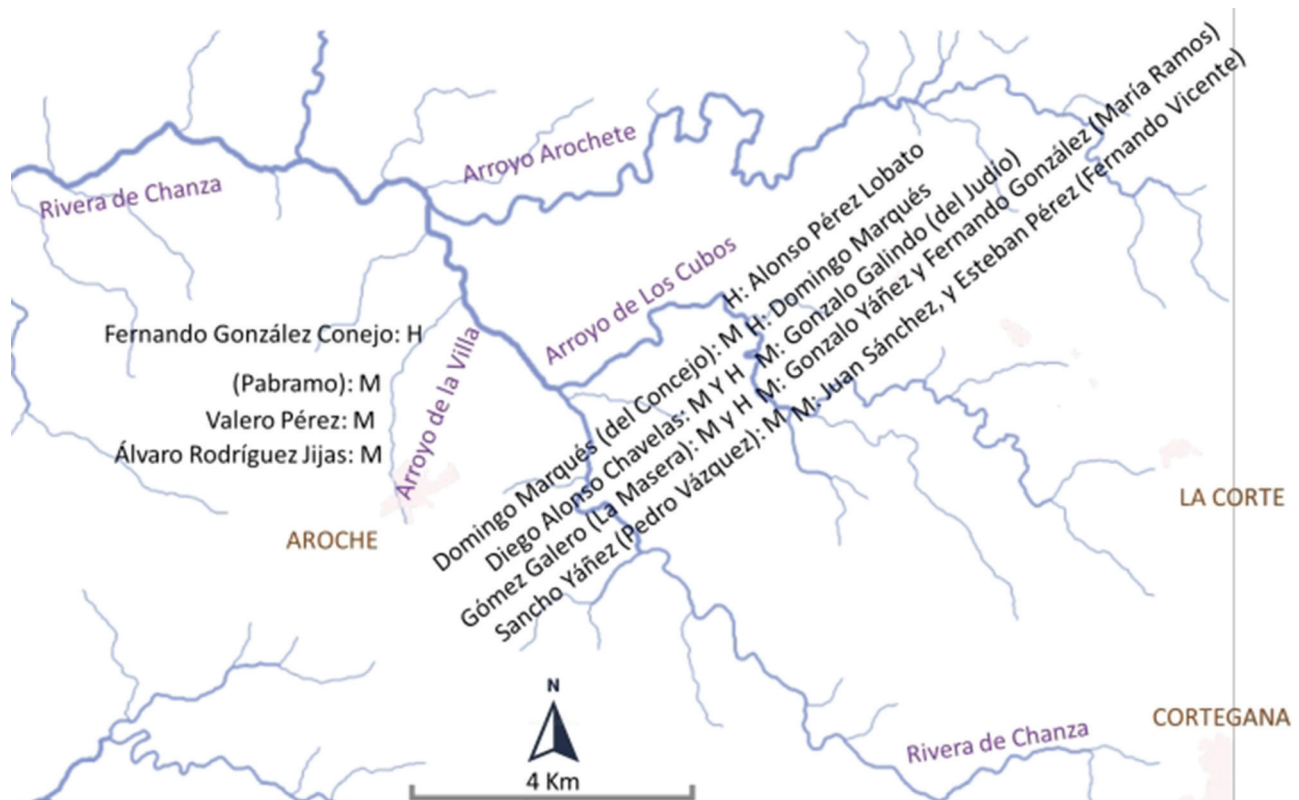 Rivera de Chanza
Arroyo Arochete
Arroyo de Los Cubos
Arroyo de la Villa
Fernando González Conejo: H
(Pabramo): M
Valero Pérez: M
Álvaro Rodríguez Jijas: M
AROCHE
H: Alonso Pérez Lobato
H: Domingo Marqués
M: Gonzalo Galindo (del Judío)
M: Gonzalo Yáñez y Fernando González (María Ramos)
M: Juan Sánchez, y Esteban Pérez (Fernando Vicente)
Domingo Marqués (del Concejo): M
Diego Alonso Chavelas: M Y H
Gómez Galero (La Masera): M y H
Sancho Yáñez (Pedro Vázquez): M
LA CORTE
CORTEGANA
Rivera de Chanza
N
4 Km